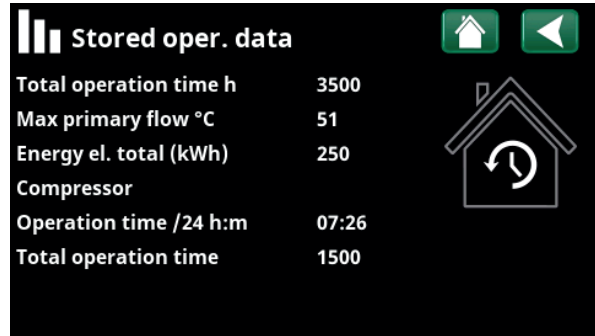 Stored oper. data
Total operation time h 3500
Max primary flow °C 51
Energy el. total (kWh) 250
Compressor
Operation time /24 h:m 07:26
Total operation time 1500